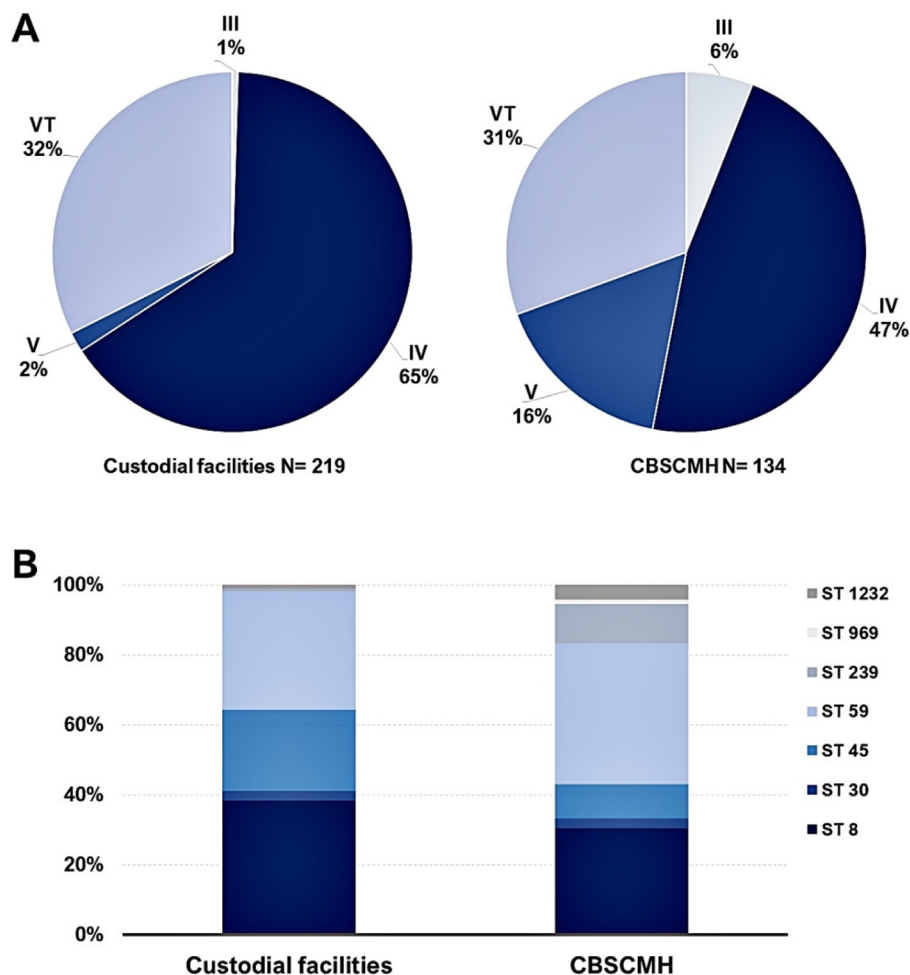 A
III
1%
VT
32%
V
2%
IV
65%
Custodial facilities N= 219
III
6%
VT
31%
V
16%
IV
47%
CBSCMH N= 134
B
100%
80%
60%
40%
20%
0%
Custodial facilities
CBSCMH
ST 1232
ST 969
ST 239
ST 59
ST 45
ST 30
ST 8